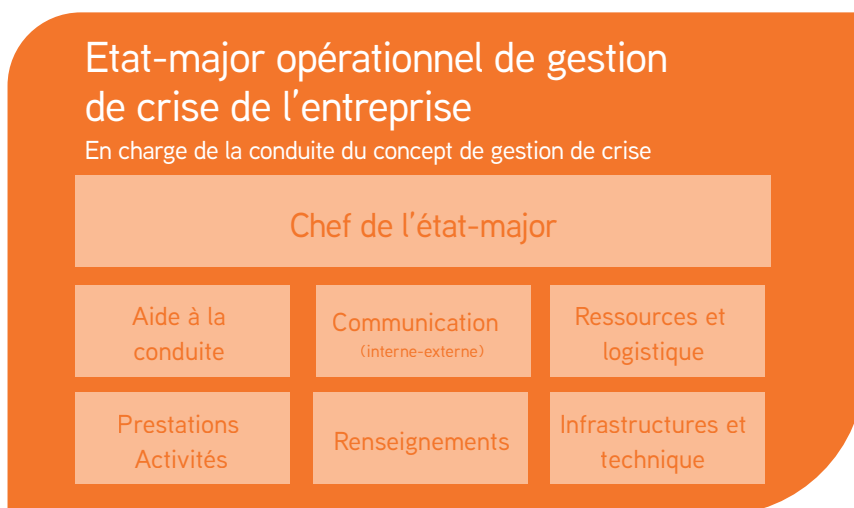 Etat-major opérationnel de gestion
de crise de l'entreprise
En charge de la conduite du concept de gestion de crise
Chef de l'état-major
Aide à la
conduite
Communication
(interne-externe)
Ressources et
logistique
Prestations
Activités
Renseignements
Infrastructures et
technique